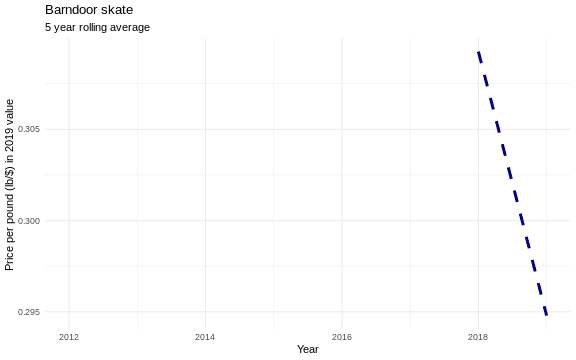 Barndoor skate
5 year rolling average
Price per pound (lb/$) in 2019 value
0.305
0.300
0.295
2012
2014
2016
2018
Year